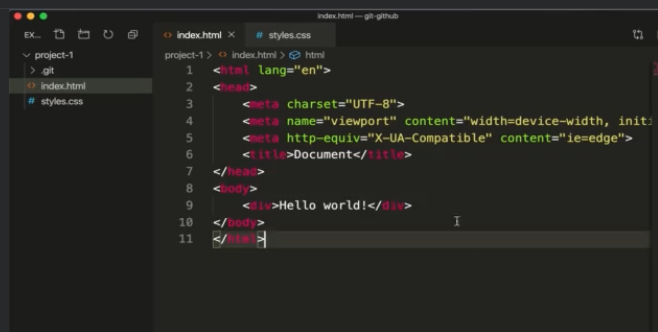 index.html — git-github
EX...
index.html
# styles.css
project-1
project-1 > index.html > html
.git
index.html
# styles.css
1 <html lang="en">
2 <head>
3 <meta charset="UTF-8">
4 <meta name="viewport" content="width=device-width, initi
5 <meta http-equiv="X-UA-Compatible" content="ie=edge">
6 <title>Document</title>
7 </head>
8 <body>
9 <div>Hello world!</div>
10 </body>
11 </html>